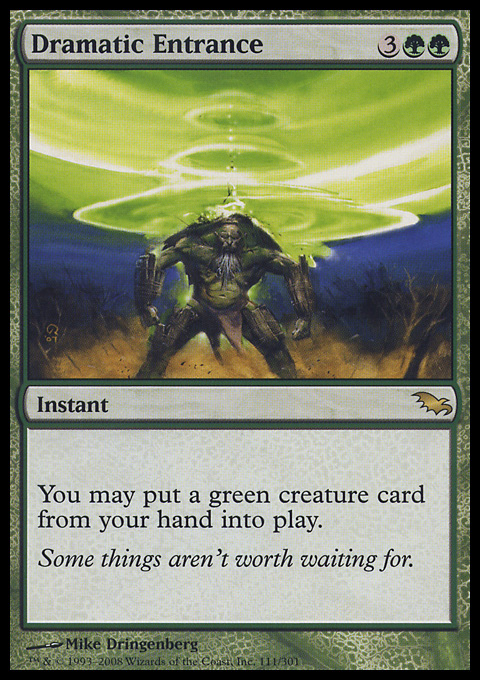 Dramatic Entrance 3
Instant
You may put a green creature card
from your hand into play.
Some things aren't worth waiting for.
Mike Dringenberg
™ & © 1993–2008 Wizards of the Coast, Inc. 111/301